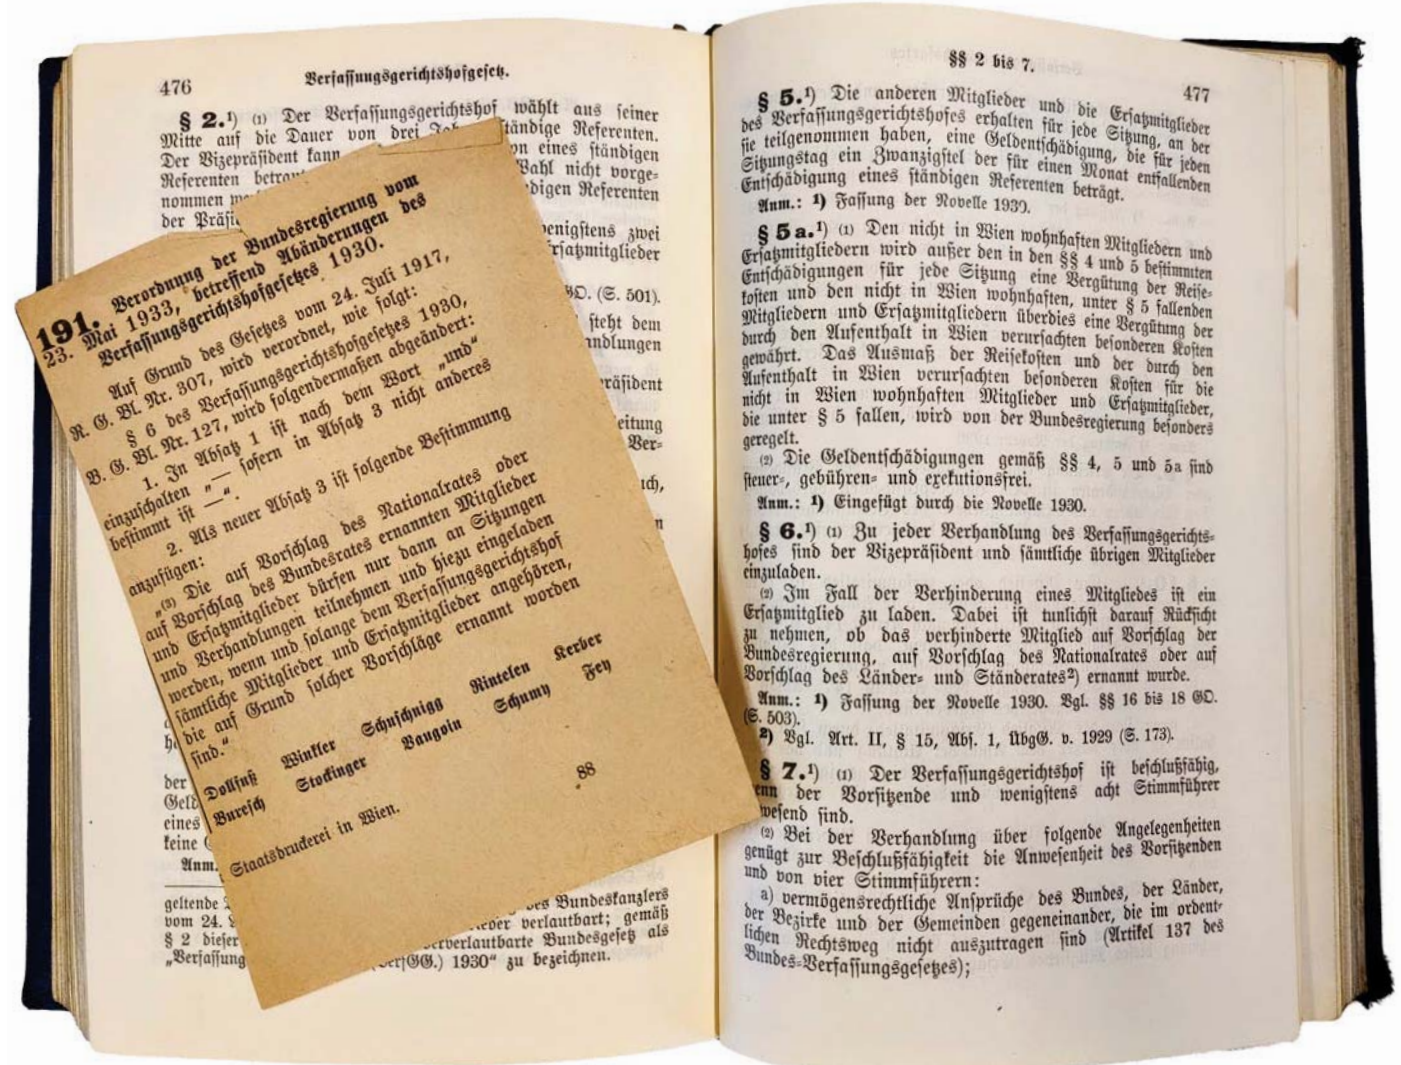 476
Verfassungsgerichtshofgesetz.
§ 2.¹) (1) Der Verfassungsgerichtshof wählt aus seiner
Mitte auf die Dauer von drei ständige Referenten.
Der Vizepräsident kann eines ständigen
Referenten Wahl nicht vorge-
nommen Referenten
der
wenigstens zwei
Ersatzmitglieder
GO. (S. 501).
steht dem
präsident
Ver-
der
eines
keine
Anm.
geltende des Bundeskanzlers
vom 24. verlautbart; gemäß
§ 2 dieser Bundesgesetz als
„Verfassung 1930“ zu bezeichnen.
191. Verordnung der Bundesregierung vom
23. Mai 1933, betreffend Abänderungen des
Verfassungsgerichtshofgesetzes 1930.
Auf Grund des Gesetzes vom 24. Juli 1917,
R. G. Bl. Nr. 307, wird verordnet, wie folgt:
§ 6 des Verfassungsgerichtshofgesetzes 1930,
B. G. Bl. Nr. 127, wird folgendermaßen abgeändert:
1. In Absatz 1 ist nach dem Wort „und“
einzuschalten „— sofern in Absatz 3 nicht anderes
bestimmt ist —“.
2. Als neuer Absatz 3 ist folgende Bestimmung
anzufügen:
„(3) Die auf Vorschlag des Nationalrates oder
auf Vorschlag des Bundesrates ernannten Mitglieder
und Ersatzmitglieder dürfen nur dann an Sitzungen
und Verhandlungen teilnehmen und hiezu eingeladen
werden, wenn und solange dem Verfassungsgerichtshof
sämtliche Mitglieder und Ersatzmitglieder angehören,
die auf Grund solcher Vorschläge ernannt worden
sind.“
Dollfuß Winkler Schuschnigg Rintelen Kerber
Buresch Stockinger Vaugoin Schumy Fey
88
Staatsdruckerei in Wien.
§§ 2 bis 7.
477
§ 5.¹) Die anderen Mitglieder und die Ersatzmitglieder
des Verfassungsgerichtshofes erhalten für jede Sitzung, an der
sie teilgenommen haben, eine Geldentschädigung, die für jeden
Sitzungstag ein Zwanzigstel der für einen Monat entfallenden
Entschädigung eines ständigen Referenten beträgt.
Anm.: ¹) Fassung der Novelle 1930.
§ 5a.¹) (1) Den nicht in Wien wohnhaften Mitgliedern und
Ersatzmitgliedern wird außer den in den §§ 4 und 5 bestimmten
Entschädigungen für jede Sitzung eine Vergütung der Reise-
kosten und den nicht in Wien wohnhaften, unter § 5 fallenden
Mitgliedern und Ersatzmitgliedern überdies eine Vergütung der
durch den Aufenthalt in Wien verursachten besonderen Kosten
gewährt. Das Ausmaß der Reisekosten und der durch den
Aufenthalt in Wien verursachten besonderen Kosten für die
nicht in Wien wohnhaften Mitglieder und Ersatzmitglieder,
die unter § 5 fallen, wird von der Bundesregierung besonders
geregelt.
(2) Die Geldentschädigungen gemäß §§ 4, 5 und 5a sind
steuer-, gebühren- und exekutionsfrei.
Anm.: ¹) Eingefügt durch die Novelle 1930.
§ 6.¹) (1) Zu jeder Verhandlung des Verfassungsgerichts-
hofes sind der Vizepräsident und sämtliche übrigen Mitglieder
einzuladen.
(2) Im Fall der Verhinderung eines Mitgliedes ist ein
Ersatzmitglied zu laden. Dabei ist tunlichst darauf Rücksicht
zu nehmen, ob das verhinderte Mitglied auf Vorschlag der
Bundesregierung, auf Vorschlag des Nationalrates oder auf
Vorschlag des Länder- und Ständerates²) ernannt wurde.
Anm.: ¹) Fassung der Novelle 1930. Vgl. §§ 16 bis 18 GO.
(S. 503).
²) Vgl. Art. II, § 15, Abs. 1, ÜbgG. v. 1929 (S. 173).
§ 7.¹) (1) Der Verfassungsgerichtshof ist beschlußfähig,
wenn der Vorsitzende und wenigstens acht Stimmführer
anwesend sind.
(2) Bei der Verhandlung über folgende Angelegenheiten
genügt zur Beschlußfähigkeit die Anwesenheit des Vorsitzenden
und von vier Stimmführern:
a) vermögensrechtliche Ansprüche des Bundes, der Länder,
der Bezirke und der Gemeinden gegeneinander, die im ordent-
lichen Rechtsweg nicht auszutragen sind (Artikel 137 des
Bundes-Verfassungsgesetzes);